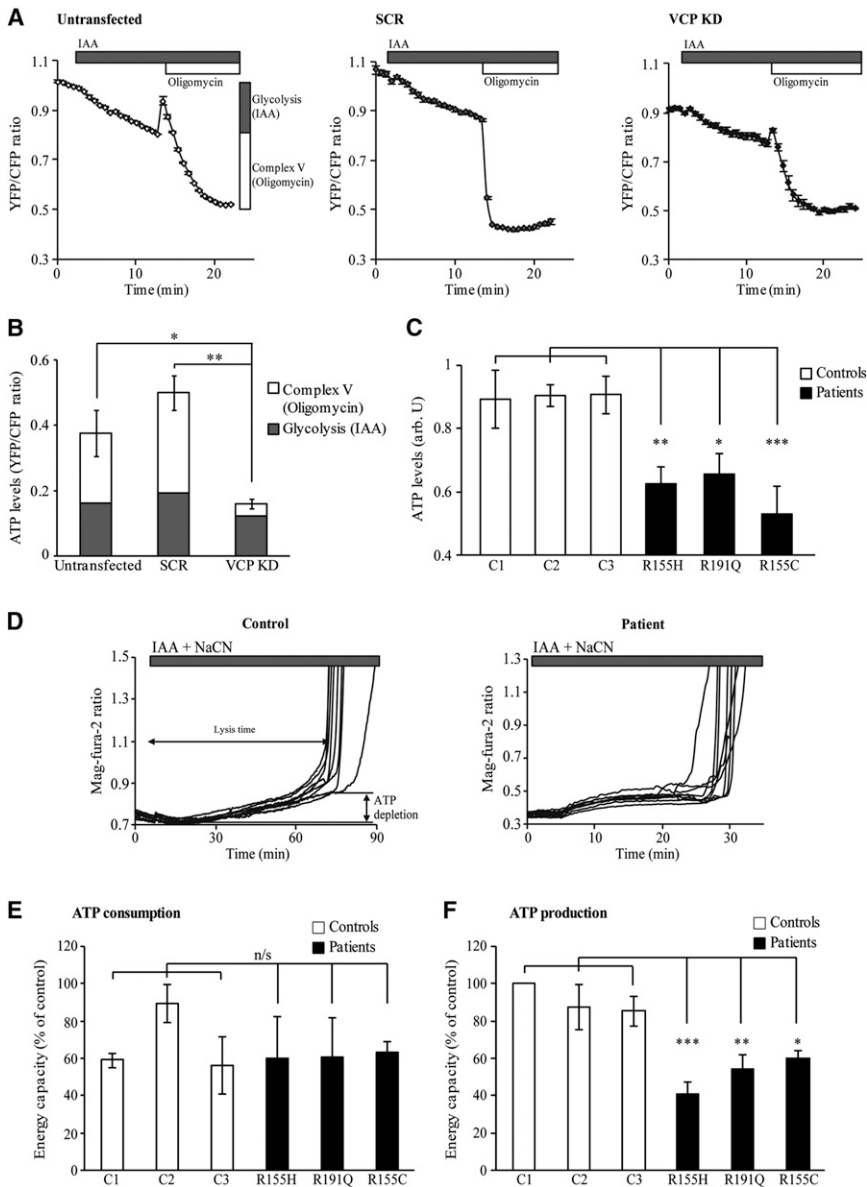 A
Untransfected
SCR
VCP KD
IAA
Oligomycin
Glycolysis
(IAA)
Complex V
(Oligomycin)
YFP/CFP ratio
1.1
0.9
0.7
0.5
0.3
0 10 20
Time (min)
IAA
Oligomycin
YFP/CFP ratio
1.1
0.9
0.7
0.5
0.3
0 10 20
Time (min)
IAA
Oligomycin
YFP/CFP ratio
1.1
0.9
0.7
0.5
0.3
0 10 20
Time (min)
B
*
**
ATP levels (YFP/CFP ratio)
0.6
0.4
0.2
0
Untransfected SCR VCP KD
Complex V
(Oligomycin)
Glycolysis (IAA)
C
Controls
Patients
ATP levels (arb. U)
1
0.8
0.6
0.4
** * ***
C1 C2 C3 R155H R191Q R155C
D
Control
IAA + NaCN
Mag-fura-2 ratio
1.5
1.3
1.1
0.9
0.7
Lysis time
ATP
depletion
0 30 60 90
Time (min)
Patient
IAA + NaCN
Mag-fura-2 ratio
1.3
1.1
0.9
0.7
0.5
0.3
0 10 20 30
Time (min)
E
ATP consumption
Controls
Patients
n/s
Energy capacity (% of control)
120
100
80
60
40
20
0
C1 C2 C3 R155H R191Q R155C
F
ATP production
Controls
Patients
Energy capacity (% of control)
120
100
80
60
40
20
0
*** ** *
C1 C2 C3 R155H R191Q R155C